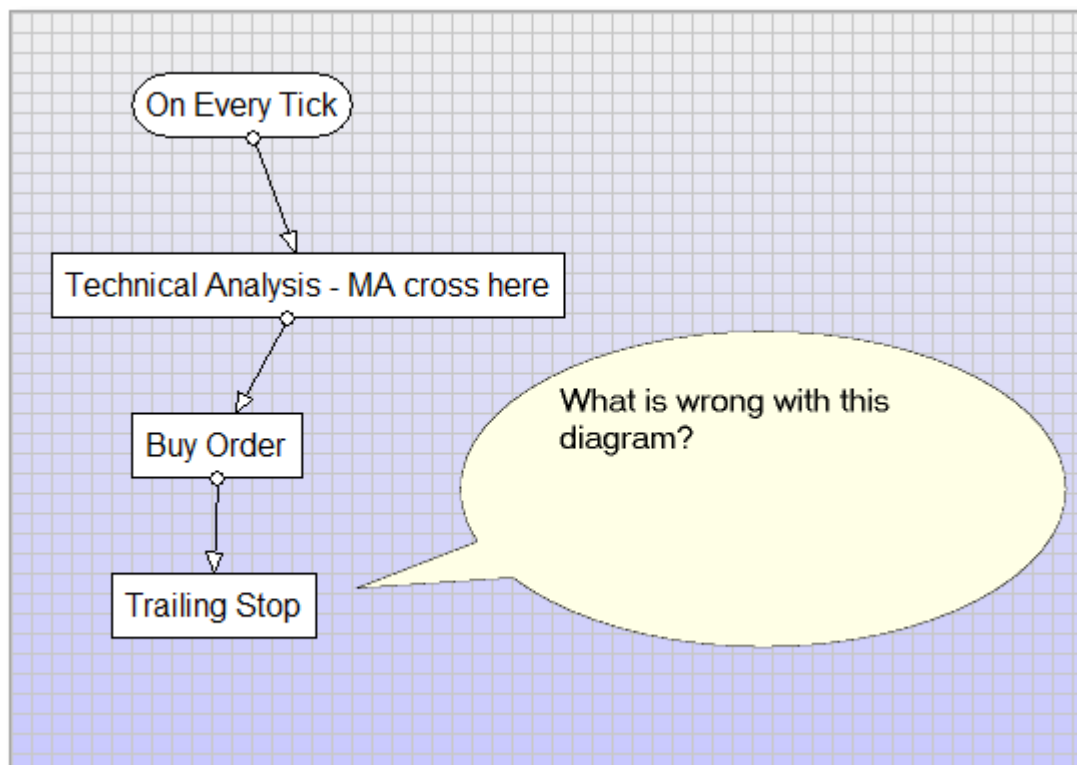 On Every Tick
Technical Analysis - MA cross here
Buy Order
What is wrong with this
diagram?
Trailing Stop